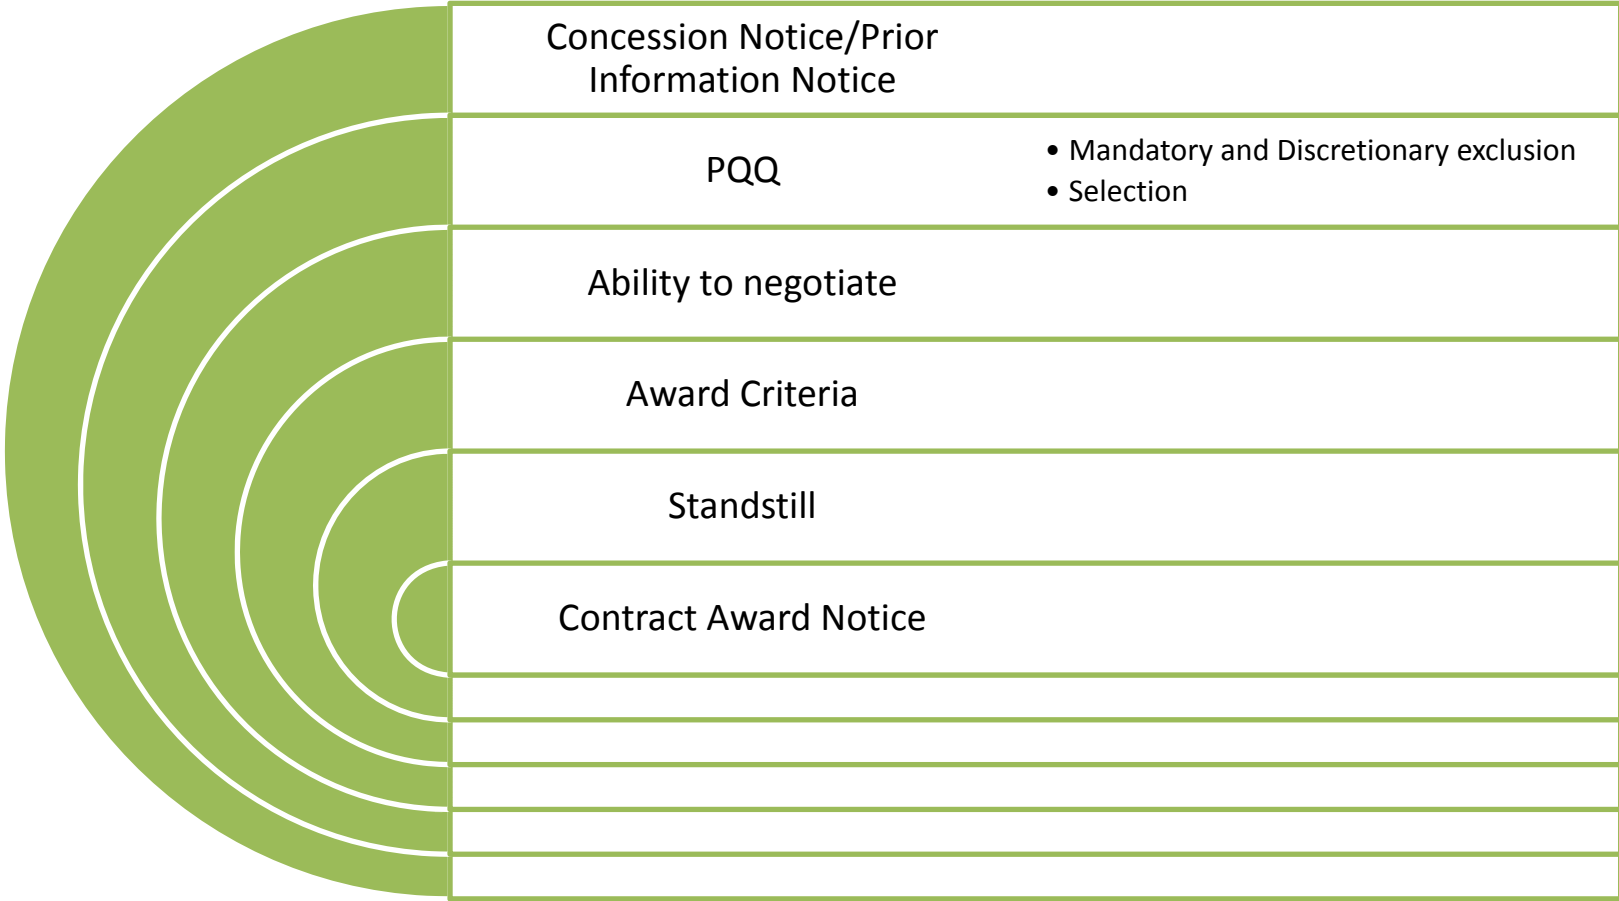 Concession Notice/Prior
Information Notice
PQQ
• Mandatory and Discretionary exclusion
• Selection
Ability to negotiate
Award Criteria
Standstill
Contract Award Notice